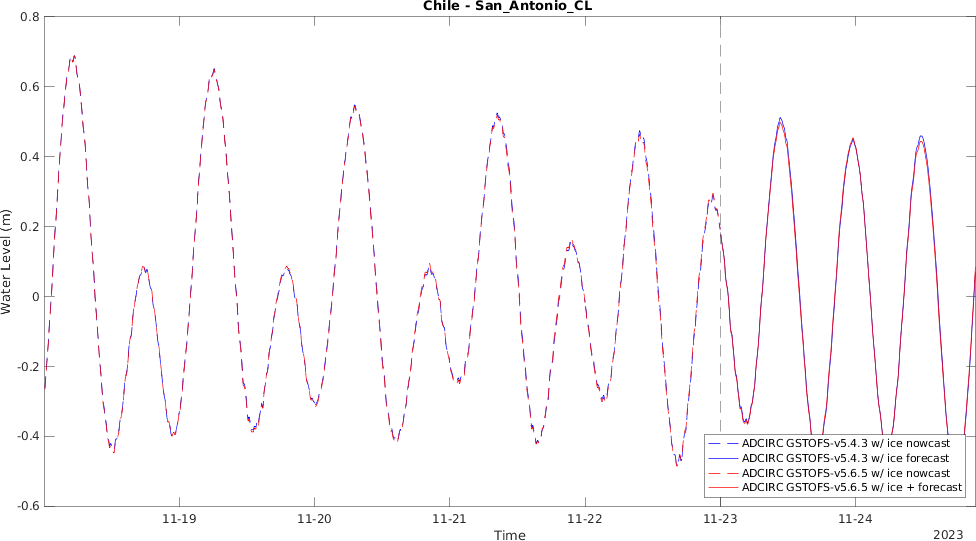 Chile - San_Antonio_CL
0.8
0.6
0.4
0.2
0
-0.2
-0.4
-0.6
Water Level (m)
ADCIRC GSTOFS-v5.4.3 w/ ice nowcast
ADCIRC GSTOFS-v5.4.3 w/ ice forecast
ADCIRC GSTOFS-v5.6.5 w/ ice nowcast
ADCIRC GSTOFS-v5.6.5 w/ ice + forecast
11-19
11-20
11-21
11-22
11-23
11-24
Time
2023